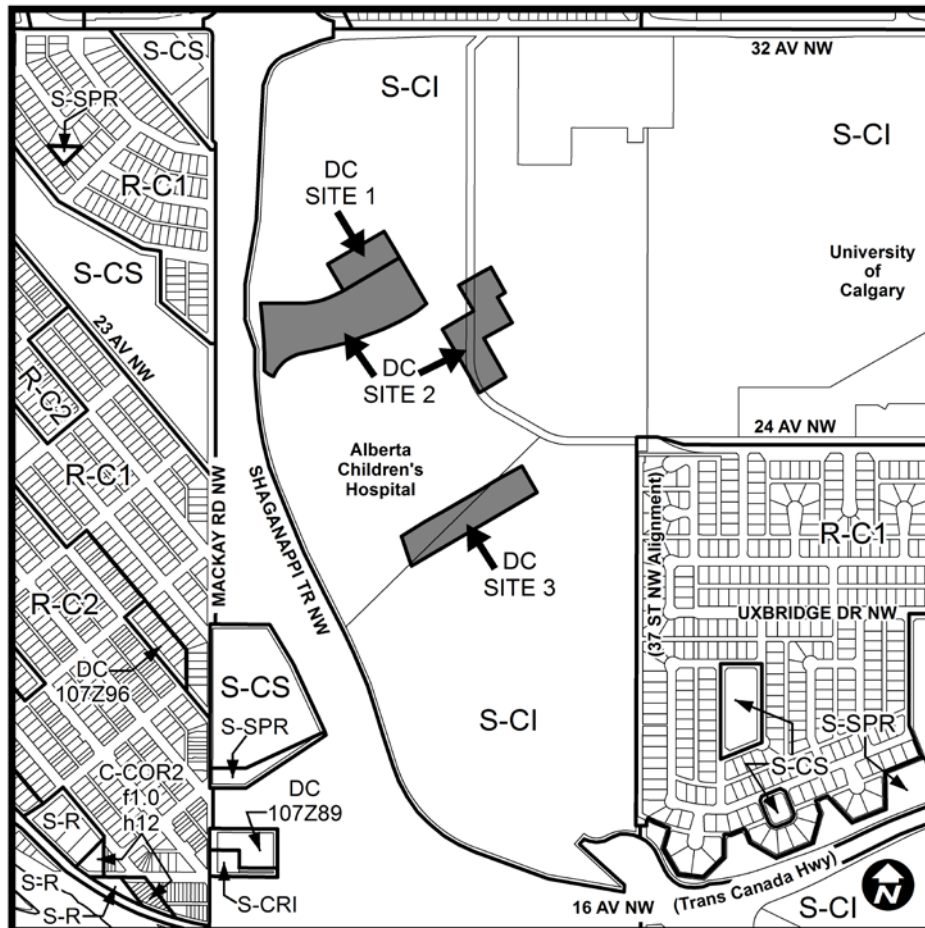 32 AV NW
S-CS
S-SPR
S-CI
S-CI
DC
SITE 1
R-C1
S-CS
University
of
Calgary
23 AV NW
R-C2
DC
SITE 2
24 AV NW
R-C1
Alberta
Children's
Hospital
MACKAY RD NW
SHAGANAPPI TR NW
(37 ST NW Alignment)
R-C1
DC
SITE 3
R-C2
UXBRIDGE DR NW
DC
107Z96
S-CS
S-SPR
S-CI
S-SPR
S-CS
C-COR2
f1.0
h12
DC
107Z89
S-R
S-R
S-R
S-CRI
16 AV NW
(Trans Canada Hwy)
S-CI
N